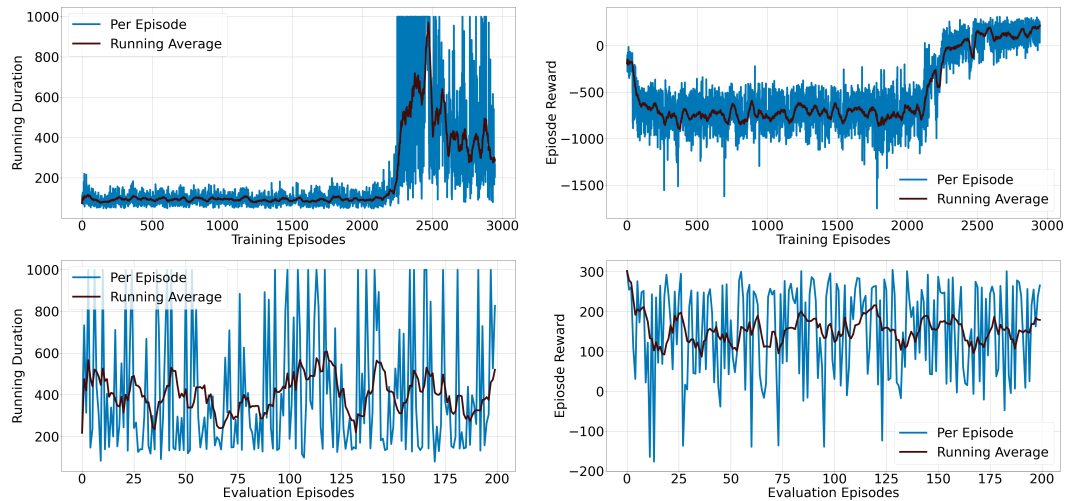 1000
800
600
400
200
Running Duration
Per Episode
Running Average
0 500 1000 1500 2000 2500 3000
Training Episodes
0
−500
−1000
−1500
Epiosde Reward
Per Episode
Running Average
0 500 1000 1500 2000 2500 3000
Training Episodes
1000
800
600
400
200
Running Duration
Per Episode
Running Average
0 25 50 75 100 125 150 175 200
Evaluation Episodes
300
200
100
0
−100
−200
Epiosde Reward
Per Episode
Running Average
0 25 50 75 100 125 150 175 200
Evaluation Episodes